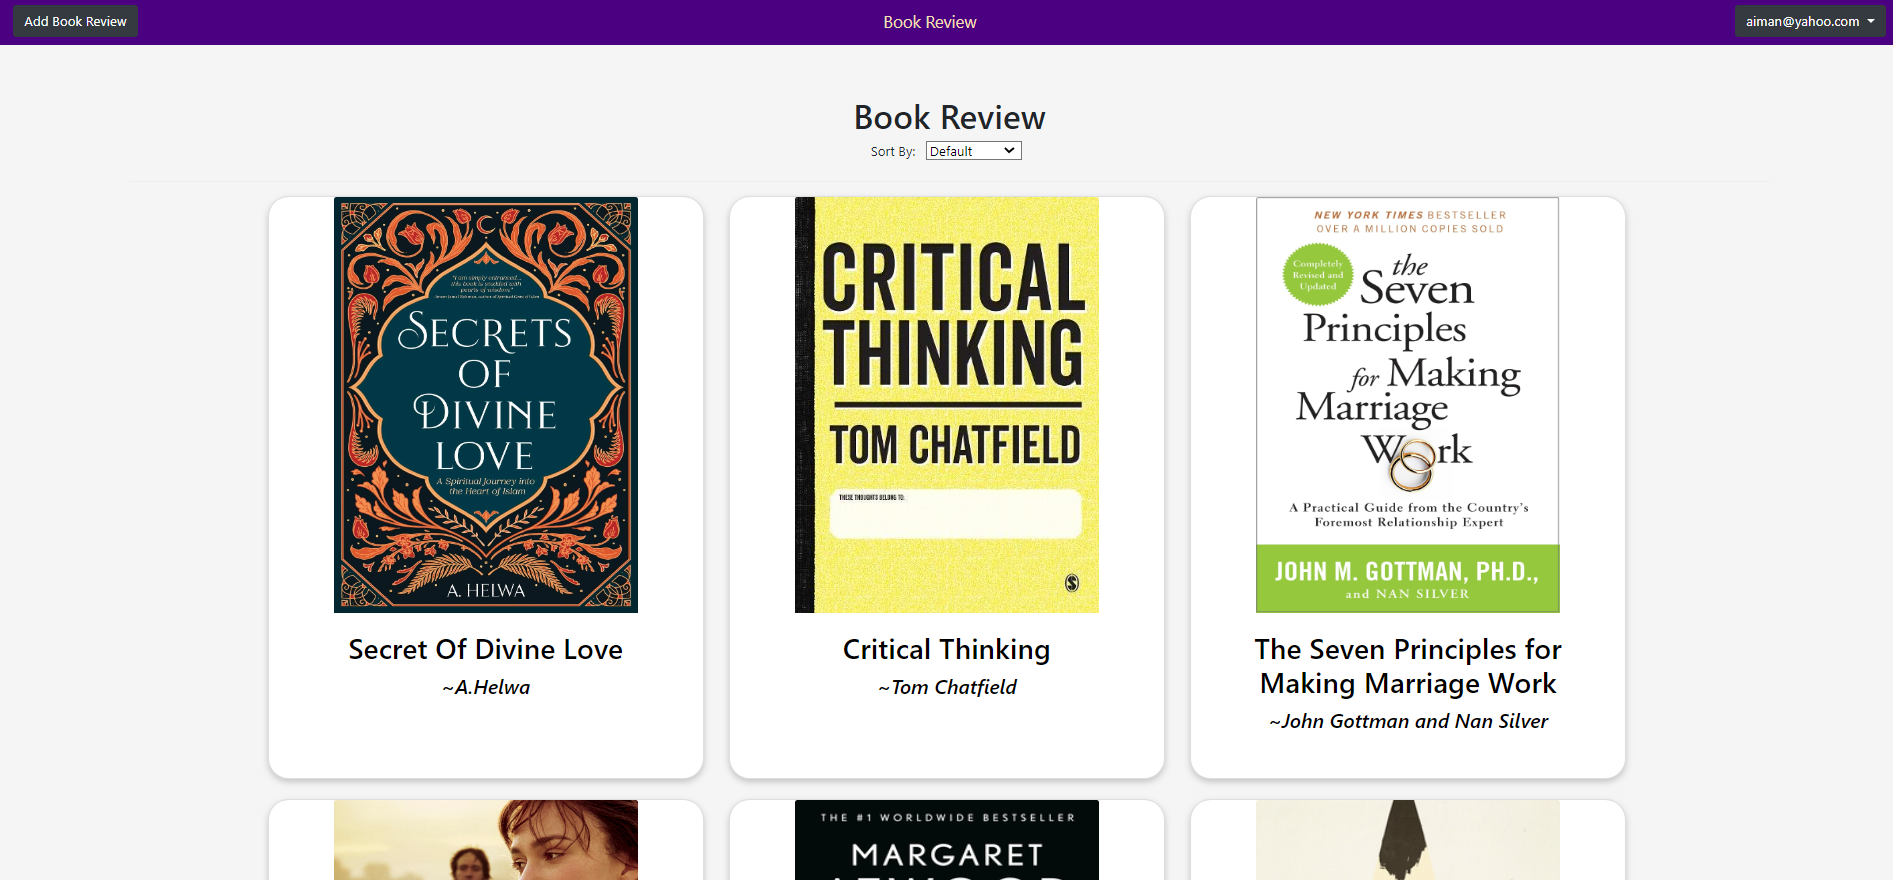 Add Book Review
Book Review
aiman@yahoo.com
Book Review
Sort By: Default
"I am simply entranced...
this book is studded with
pearls of wisdom."
SECRETS
OF
DIVINE
LOVE
A Spiritual Journey into
the Heart of Islam
A. HELWA
Secret Of Divine Love
~A.Helwa
CRITICAL
THINKING
TOM CHATFIELD
THESE THOUGHTS BELONG TO:
S
Critical Thinking
~Tom Chatfield
NEW YORK TIMES BESTSELLER
OVER A MILLION COPIES SOLD
Completely
Revised and
Updated
the
Seven
Principles
for Making
Marriage
Work
A Practical Guide from the Country's
Foremost Relationship Expert
JOHN M. GOTTMAN, PH.D.,
and NAN SILVER
The Seven Principles for
Making Marriage Work
~John Gottman and Nan Silver
THE #1 WORLDWIDE BESTSELLER
MARGARET
ATWOOD